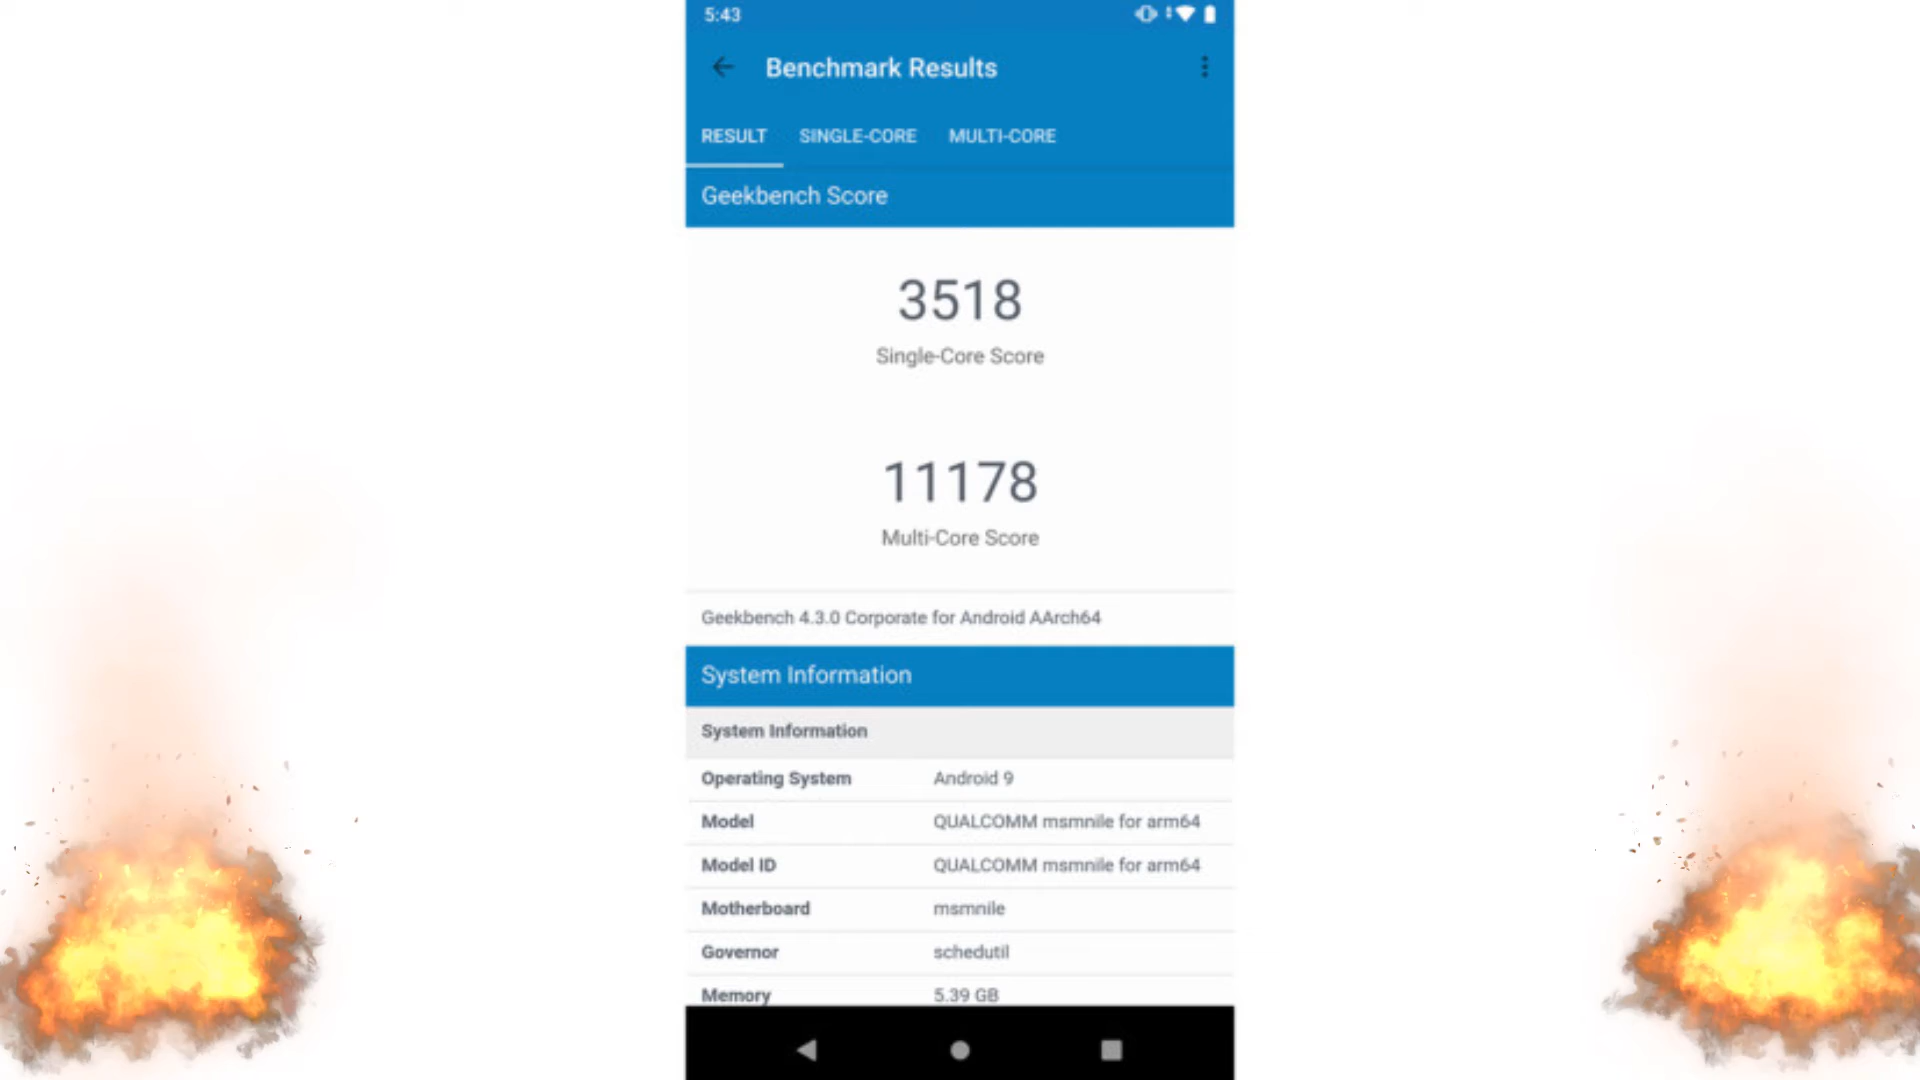 5:43
Benchmark Results
RESULT SINGLE-CORE MULTI-CORE
Geekbench Score
3518
Single-Core Score
11178
Multi-Core Score
Geekbench 4.3.0 Corporate for Android AArch64
System Information
System Information
Operating System Android 9
Model QUALCOMM msmnile for arm64
Model ID QUALCOMM msmnile for arm64
Motherboard msmnile
Governor schedutil
Memory 5.39 GB